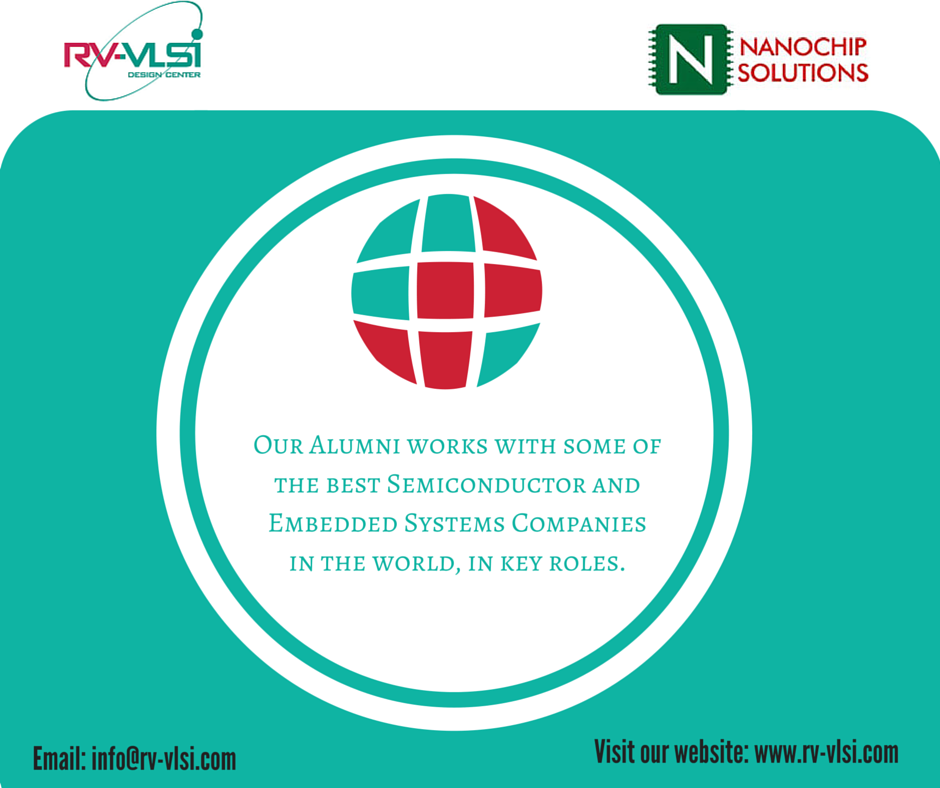 RV-VLSI
DESIGN CENTER
N
NANOCHIP
SOLUTIONS
Our Alumni works with some of
the best Semiconductor and
Embedded Systems Companies
in the world, in key roles.
Email: info@rv-vlsi.com
Visit our website: www.rv-vlsi.com